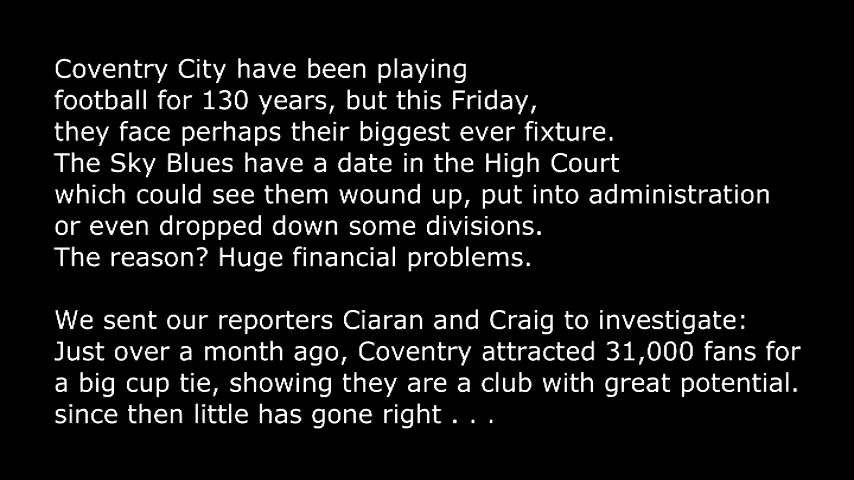 Coventry City have been playing
football for 130 years, but this Friday,
they face perhaps their biggest ever fixture.
The Sky Blues have a date in the High Court
which could see them wound up, put into administration
or even dropped down some divisions.
The reason? Huge financial problems.
We sent our reporters Ciaran and Craig to investigate:
Just over a month ago, Coventry attracted 31,000 fans for
a big cup tie, showing they are a club with great potential.
since then little has gone right . . .